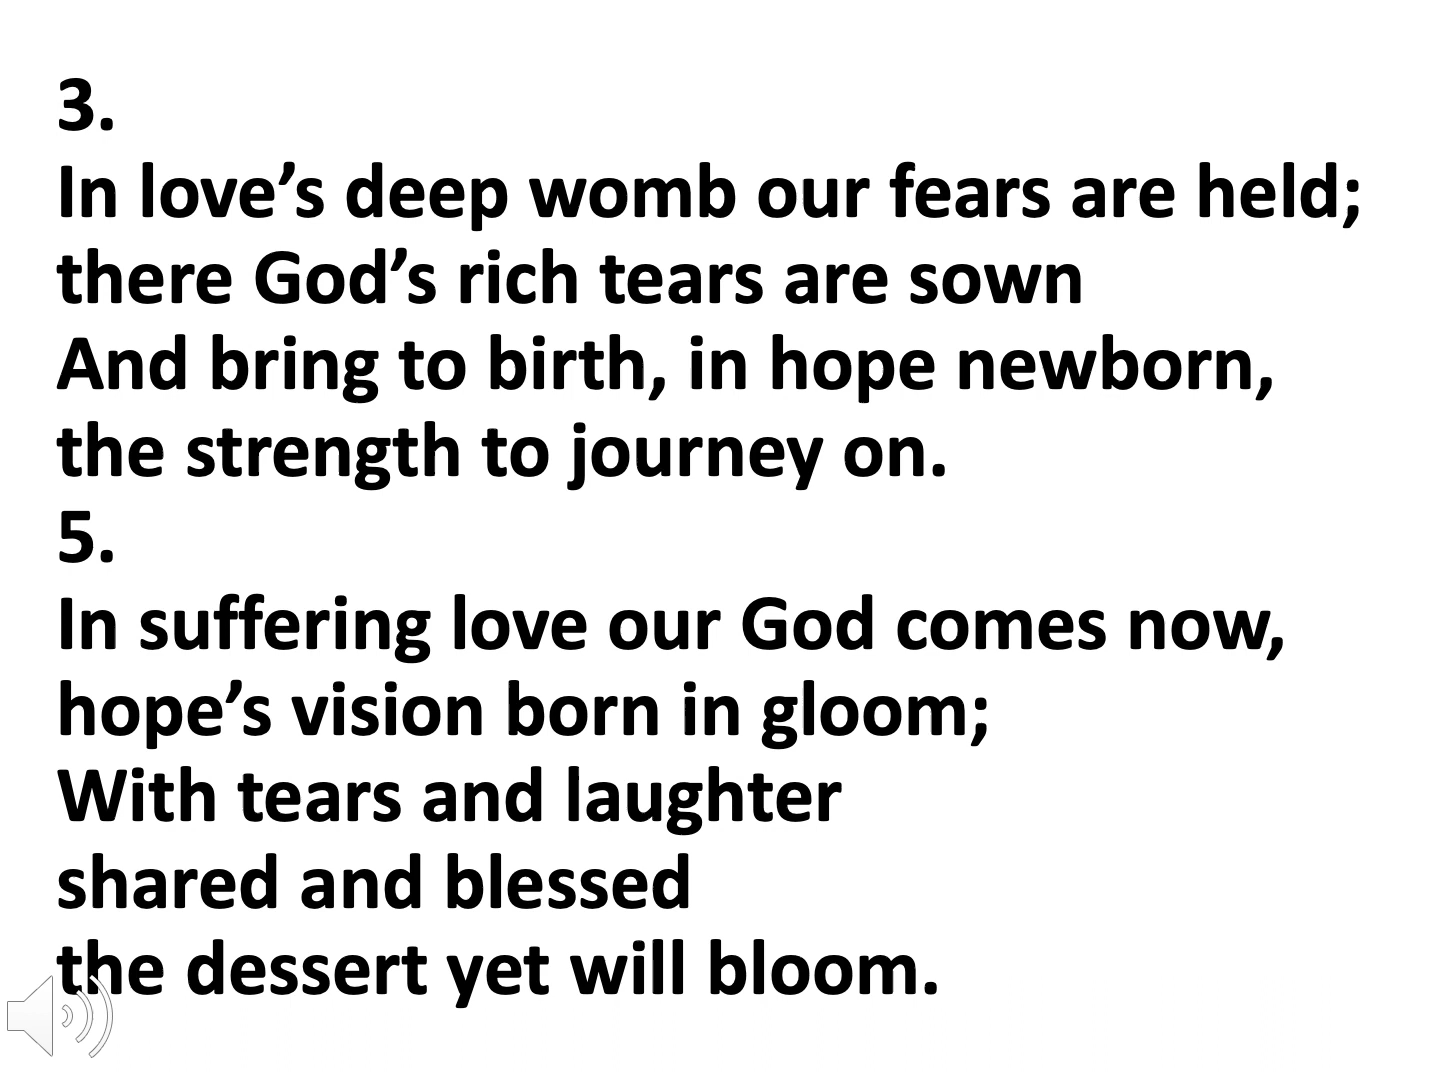 3.
In love’s deep womb our fears are held;
there God’s rich tears are sown
And bring to birth, in hope newborn,
the strength to journey on.
5.
In suffering love our God comes now,
hope’s vision born in gloom;
With tears and laughter
shared and blessed
the dessert yet will bloom.